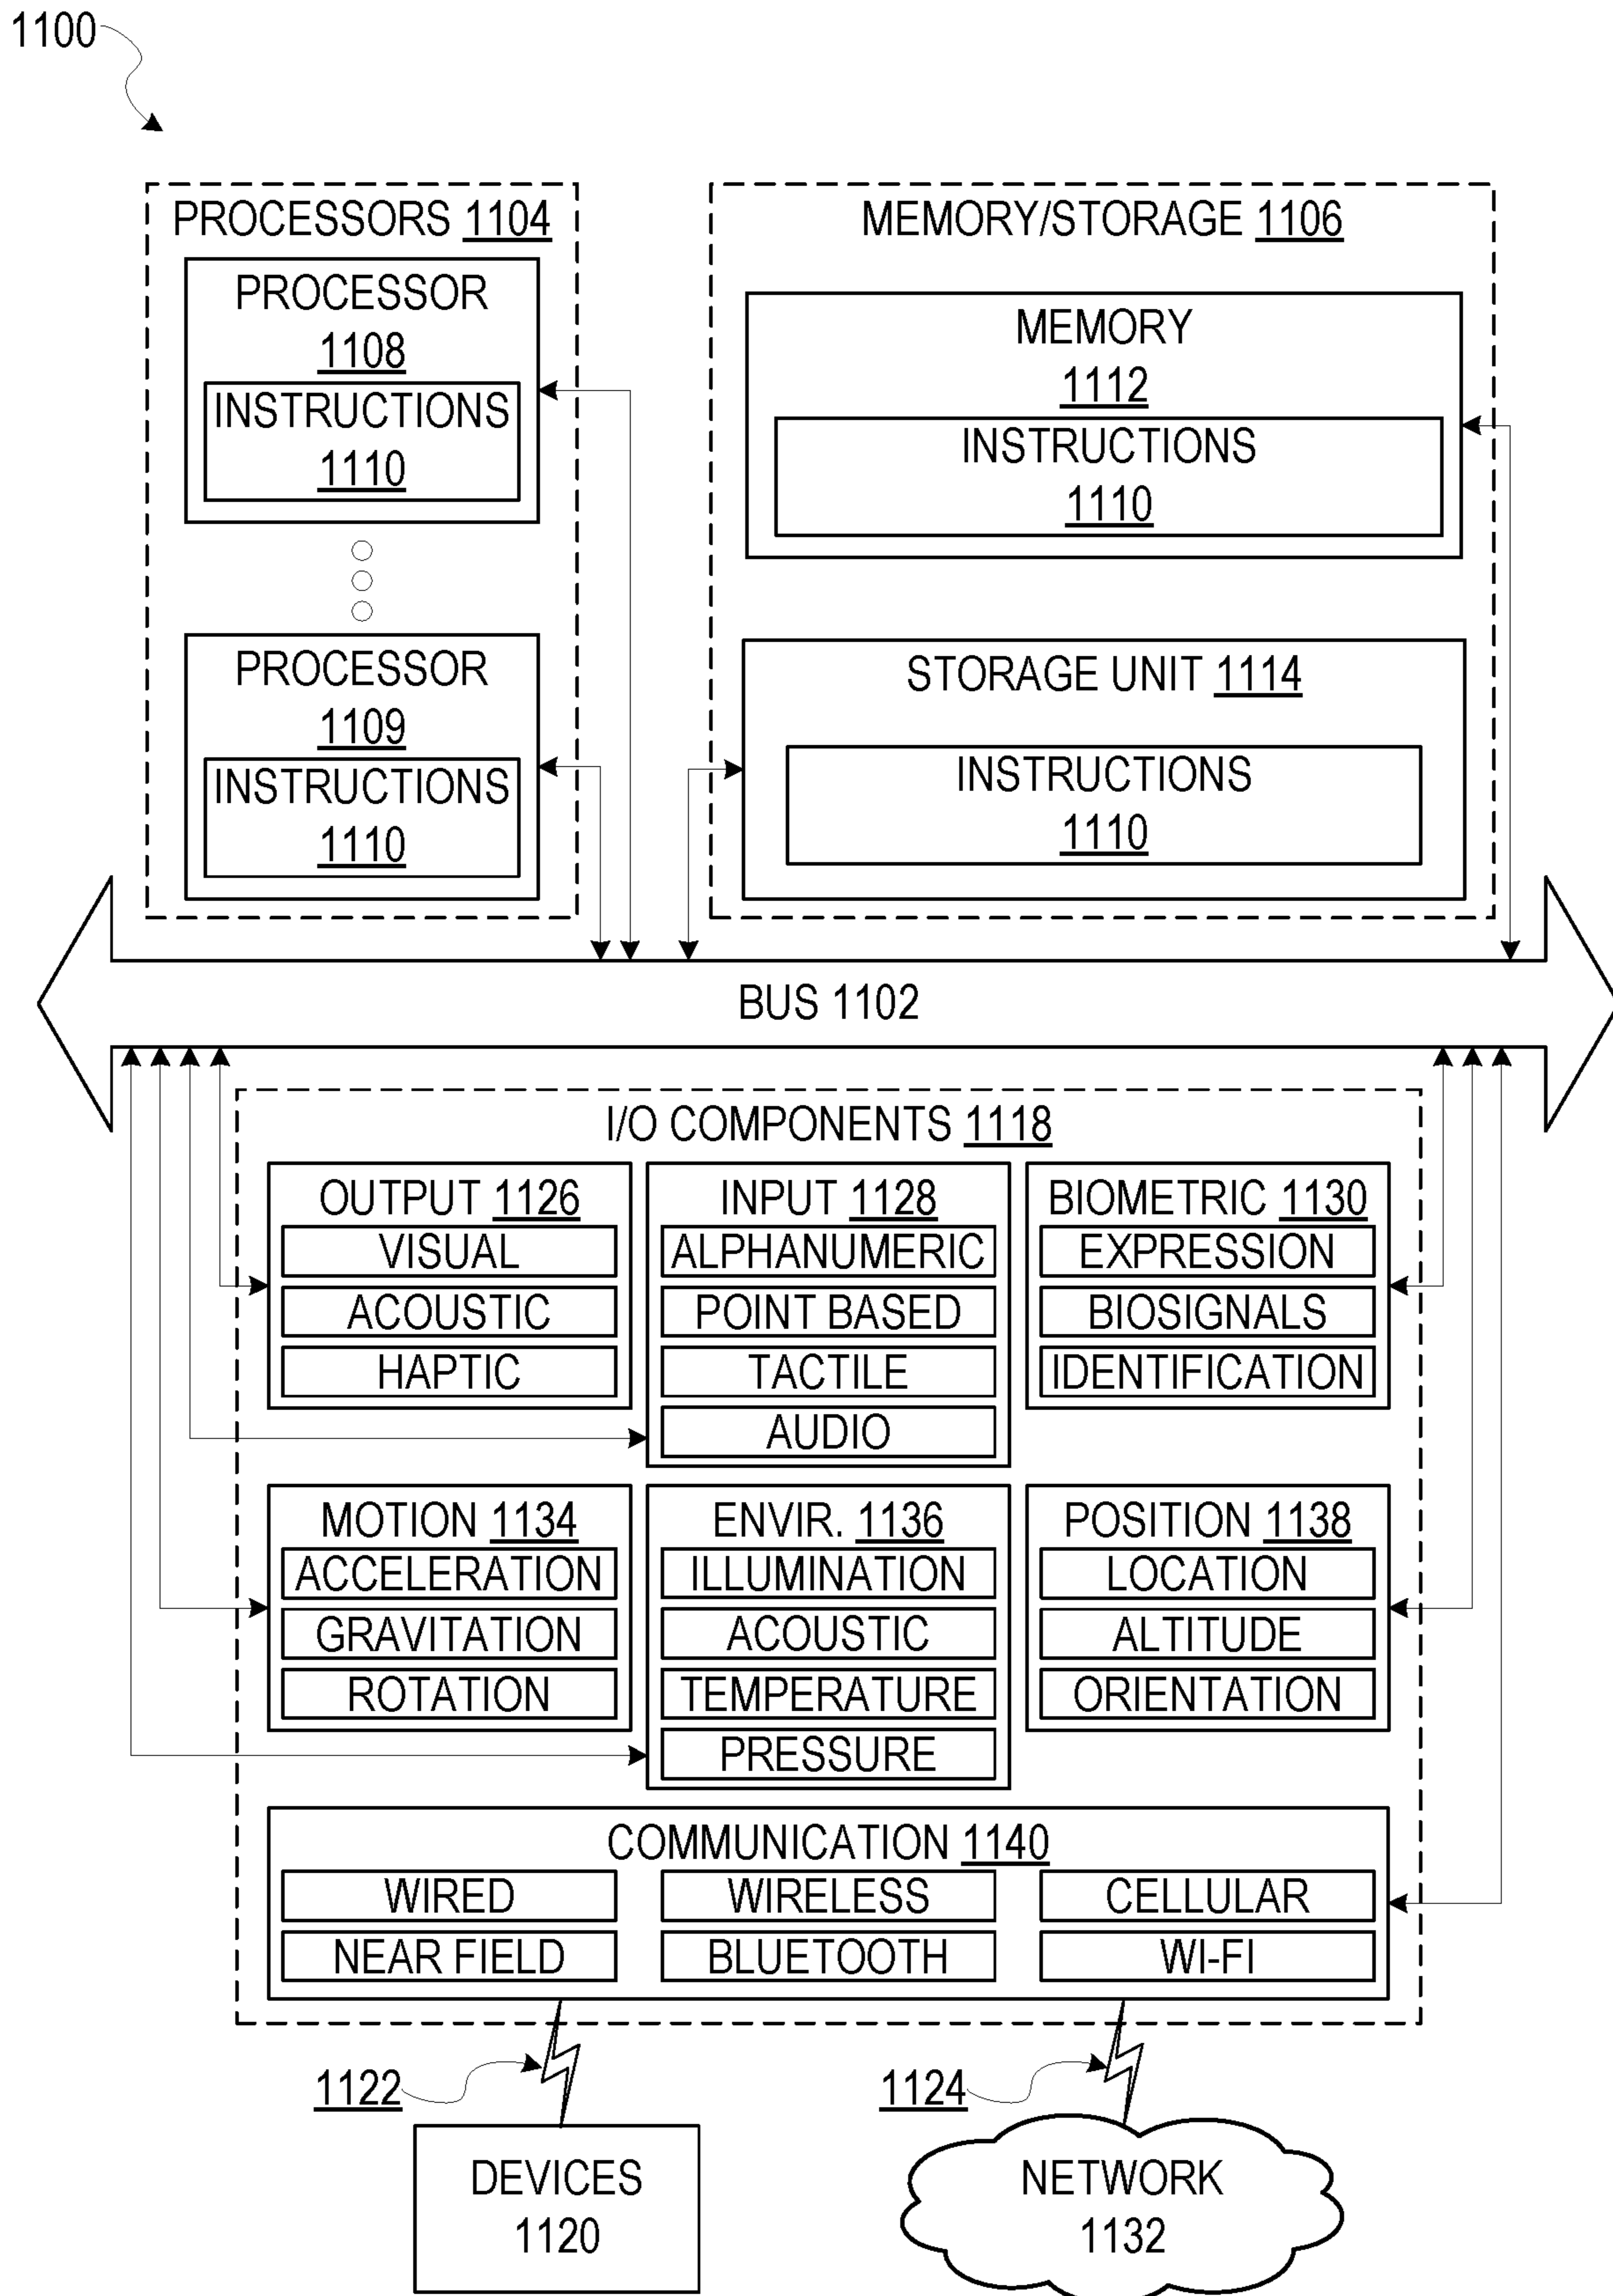 1100
PROCESSORS 1104
PROCESSOR
1108
INSTRUCTIONS
1110
PROCESSOR
1109
INSTRUCTIONS
1110
MEMORY/STORAGE 1106
MEMORY
1112
INSTRUCTIONS
1110
STORAGE UNIT 1114
INSTRUCTIONS
1110
BUS 1102
I/O COMPONENTS 1118
OUTPUT 1126
VISUAL
ACOUSTIC
HAPTIC
INPUT 1128
ALPHANUMERIC
POINT BASED
TACTILE
AUDIO
BIOMETRIC 1130
EXPRESSION
BIOSIGNALS
IDENTIFICATION
MOTION 1134
ACCELERATION
GRAVITATION
ROTATION
ENVIR. 1136
ILLUMINATION
ACOUSTIC
TEMPERATURE
PRESSURE
POSITION 1138
LOCATION
ALTITUDE
ORIENTATION
COMMUNICATION 1140
WIRED
WIRELESS
CELLULAR
NEAR FIELD
BLUETOOTH
WI-FI
1122
1124
DEVICES
1120
NETWORK
1132